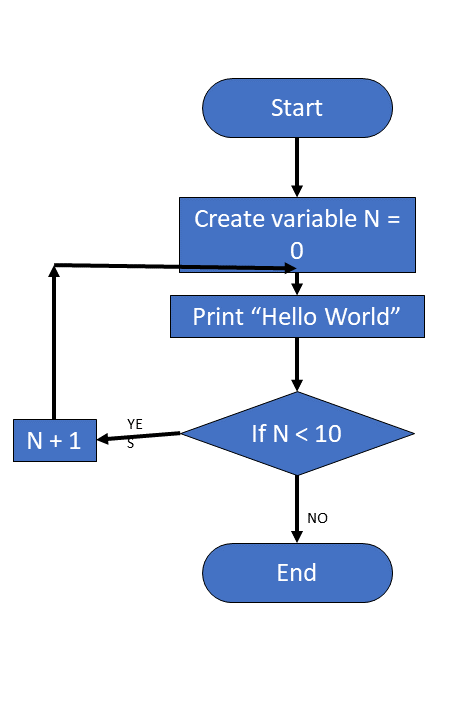 Start
Create variable N =
0
Print “Hello World”
If N < 10
YE
S
N + 1
NO
End